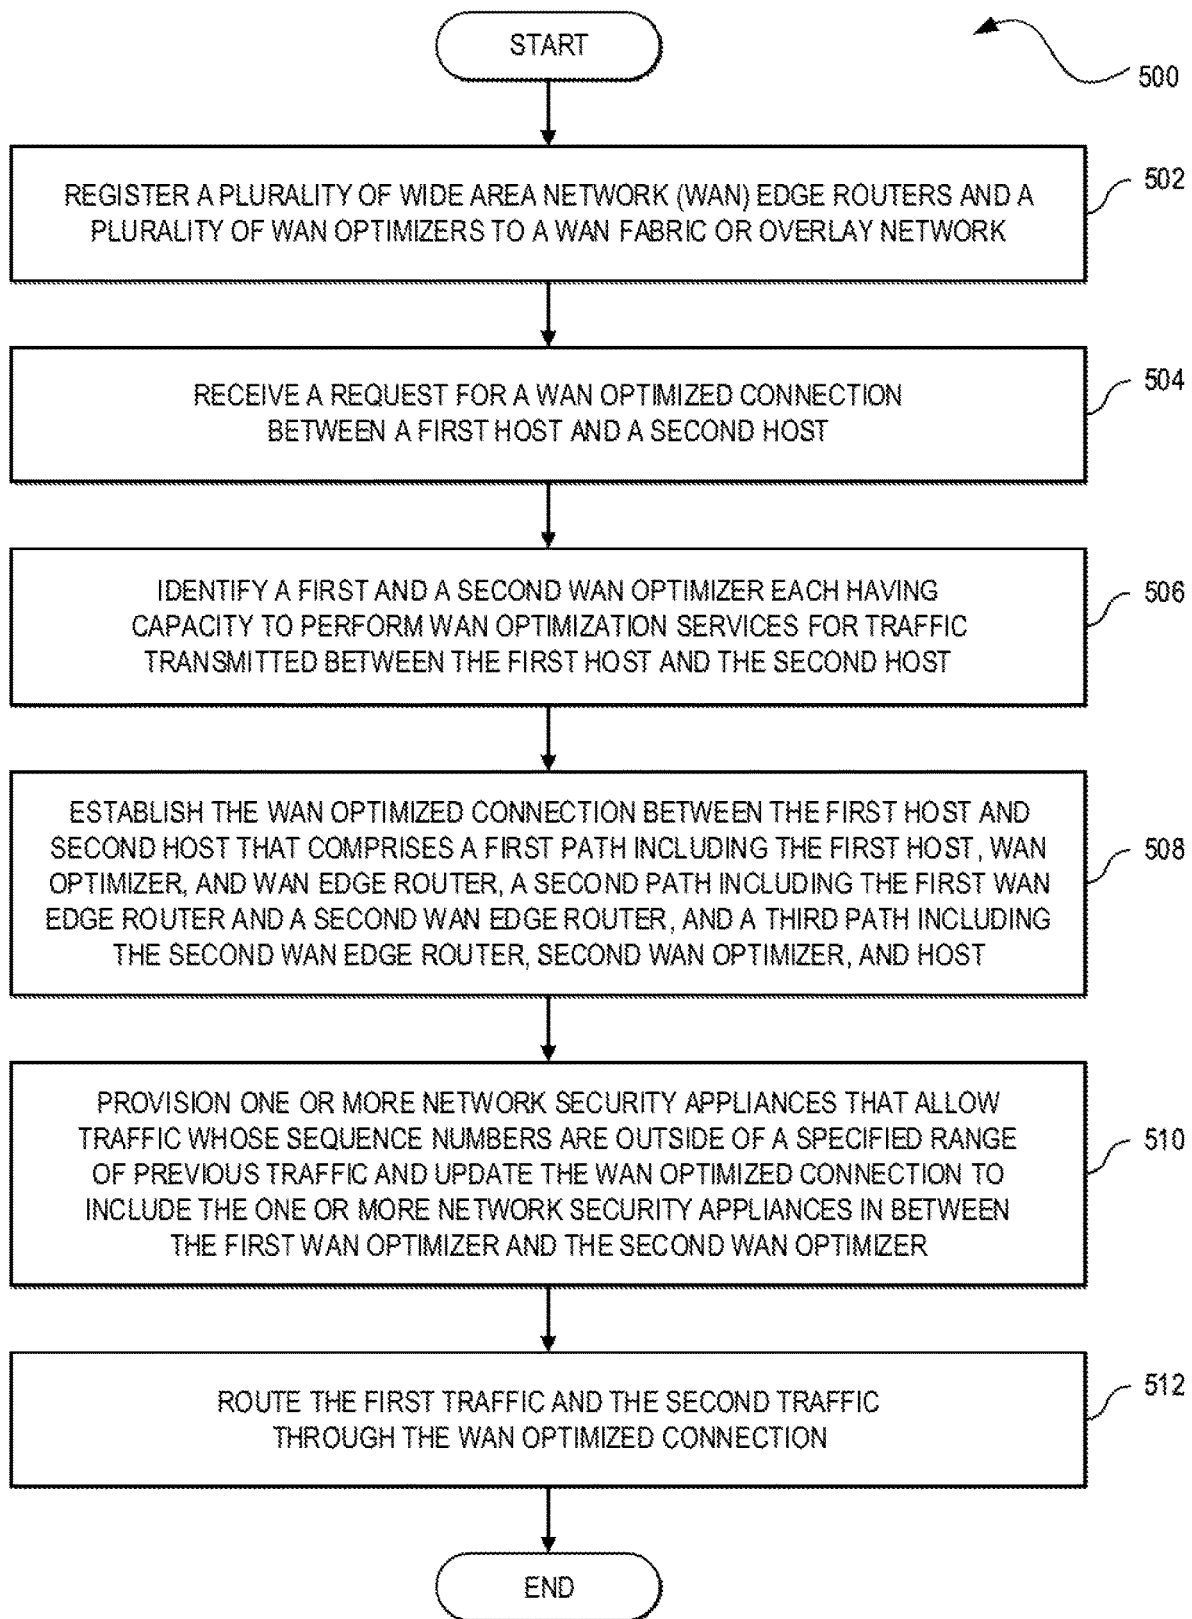 START
500
REGISTER A PLURALITY OF WIDE AREA NETWORK (WAN) EDGE ROUTERS AND A
PLURALITY OF WAN OPTIMIZERS TO A WAN FABRIC OR OVERLAY NETWORK
502
RECEIVE A REQUEST FOR A WAN OPTIMIZED CONNECTION
BETWEEN A FIRST HOST AND A SECOND HOST
504
IDENTIFY A FIRST AND A SECOND WAN OPTIMIZER EACH HAVING
CAPACITY TO PERFORM WAN OPTIMIZATION SERVICES FOR TRAFFIC
TRANSMITTED BETWEEN THE FIRST HOST AND THE SECOND HOST
506
ESTABLISH THE WAN OPTIMIZED CONNECTION BETWEEN THE FIRST HOST AND
SECOND HOST THAT COMPRISES A FIRST PATH INCLUDING THE FIRST HOST, WAN
OPTIMIZER, AND WAN EDGE ROUTER, A SECOND PATH INCLUDING THE FIRST WAN
EDGE ROUTER AND A SECOND WAN EDGE ROUTER, AND A THIRD PATH INCLUDING
THE SECOND WAN EDGE ROUTER, SECOND WAN OPTIMIZER, AND HOST
508
PROVISION ONE OR MORE NETWORK SECURITY APPLIANCES THAT ALLOW
TRAFFIC WHOSE SEQUENCE NUMBERS ARE OUTSIDE OF A SPECIFIED RANGE
OF PREVIOUS TRAFFIC AND UPDATE THE WAN OPTIMIZED CONNECTION TO
INCLUDE THE ONE OR MORE NETWORK SECURITY APPLIANCES IN BETWEEN
THE FIRST WAN OPTIMIZER AND THE SECOND WAN OPTIMIZER
510
ROUTE THE FIRST TRAFFIC AND THE SECOND TRAFFIC
THROUGH THE WAN OPTIMIZED CONNECTION
512
END